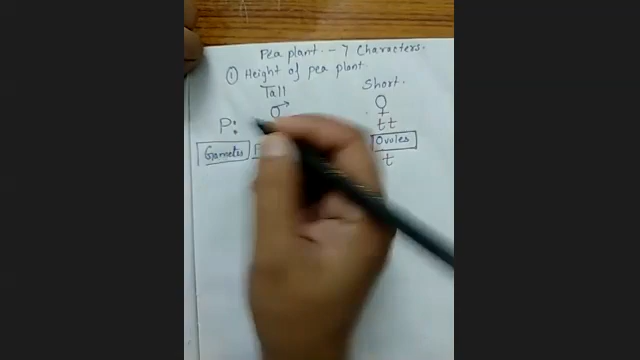 Pea plant - 7 Characters.
① Height of pea plant.
Tall Short.
♂ ♀
P: tt
Gametes Ovules
t